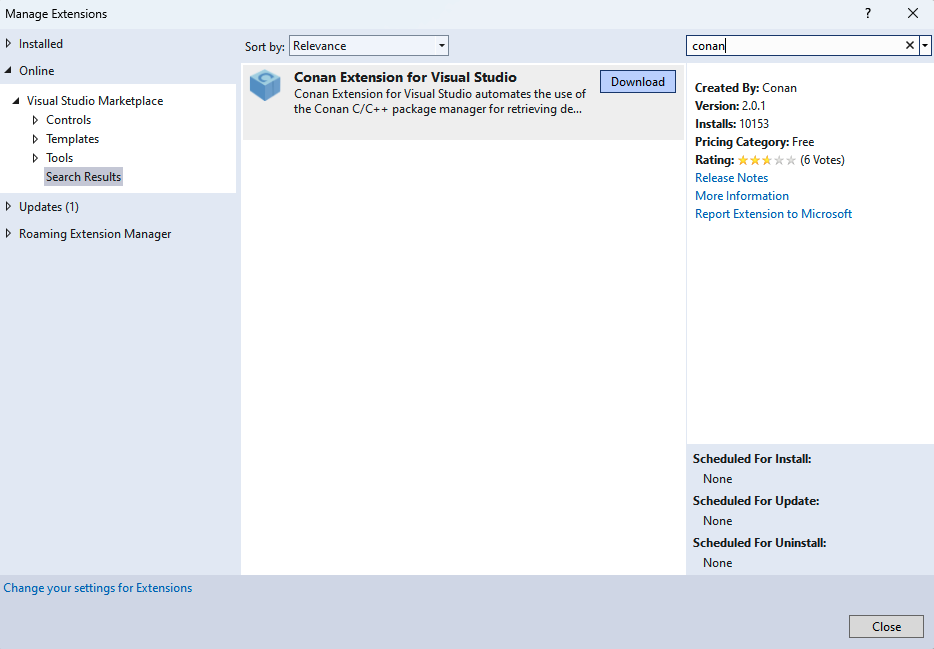 Manage Extensions
?
Installed
Online
Visual Studio Marketplace
Controls
Templates
Tools
Search Results
Updates (1)
Roaming Extension Manager
Sort by: Relevance
Conan Extension for Visual Studio
Download
Conan Extension for Visual Studio automates the use of
the Conan C/C++ package manager for retrieving de...
conan
Created By: Conan
Version: 2.0.1
Installs: 10153
Pricing Category: Free
Rating: (6 Votes)
Release Notes
More Information
Report Extension to Microsoft
Scheduled For Install:
None
Scheduled For Update:
None
Scheduled For Uninstall:
None
Change your settings for Extensions
Close